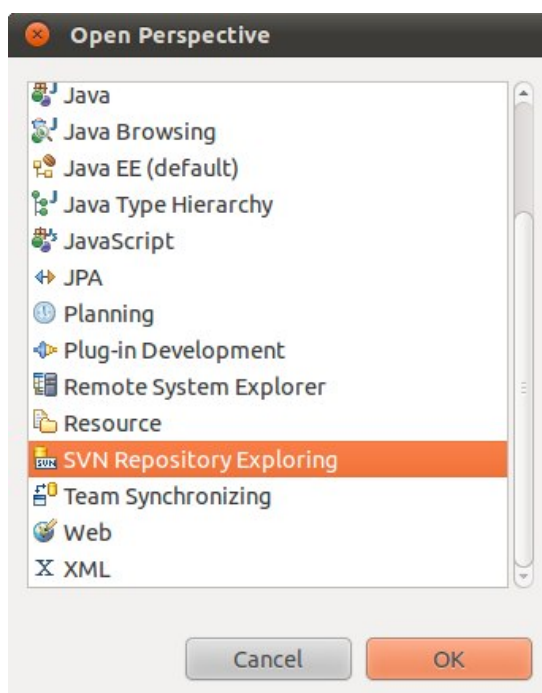 Open Perspective
Java
Java Browsing
Java EE (default)
Java Type Hierarchy
JavaScript
JPA
Planning
Plug-in Development
Remote System Explorer
Resource
SVN SVN Repository Exploring
Team Synchronizing
Web
X XML
Cancel OK